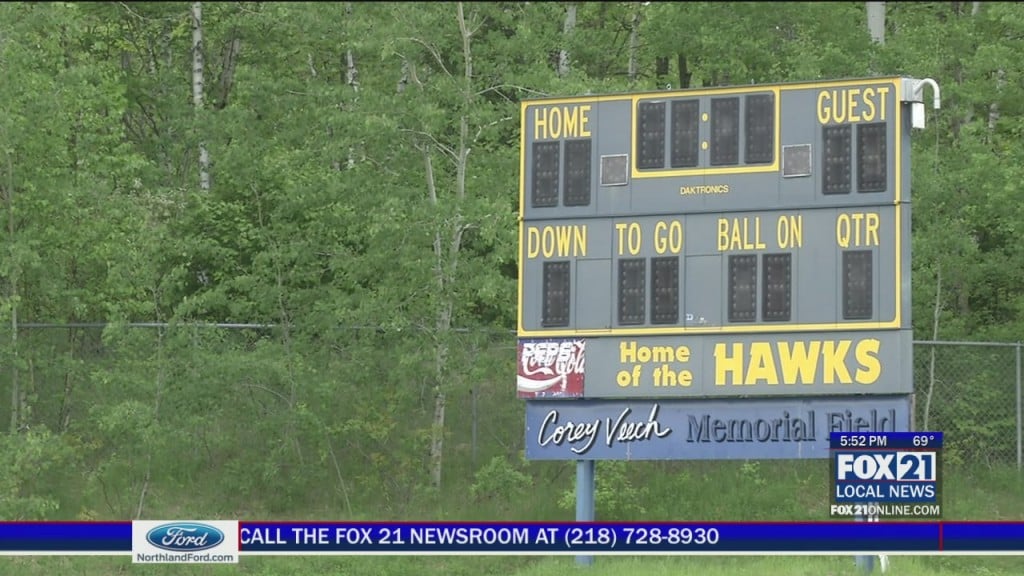 HOME : GUEST
DAKTRONICS
DOWN TO GO BALL ON QTR
PEPSI
Home
of the HAWKS
Corey Veech Memorial Field
5:52 PM 69°
FOX 21
LOCAL NEWS
FOX21ONLINE.COM
Ford
NorthlandFord.com
CALL THE FOX 21 NEWSROOM AT (218) 728-8930